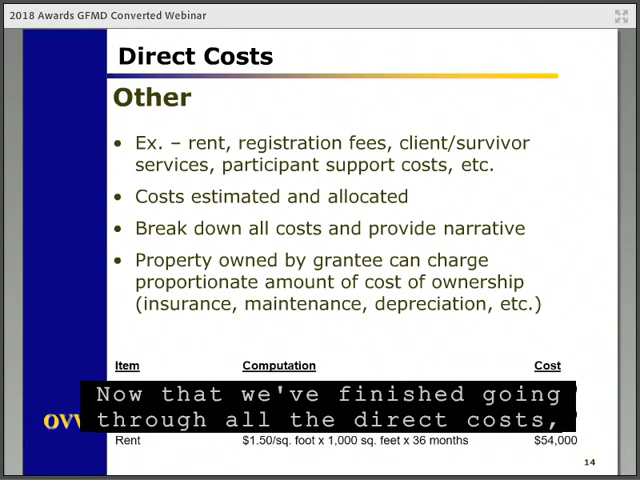 2018 Awards GFMD Converted Webinar
Direct Costs
Other
• Ex. – rent, registration fees, client/survivor
services, participant support costs, etc.
• Costs estimated and allocated
• Break down all costs and provide narrative
• Property owned by grantee can charge
proportionate amount of cost of ownership
(insurance, maintenance, depreciation, etc.)
Item Computation Cost
Now that we've finished going
through all the direct costs,
Rent $1.50/sq. foot x 1,000 sq. feet x 36 months $54,000
14